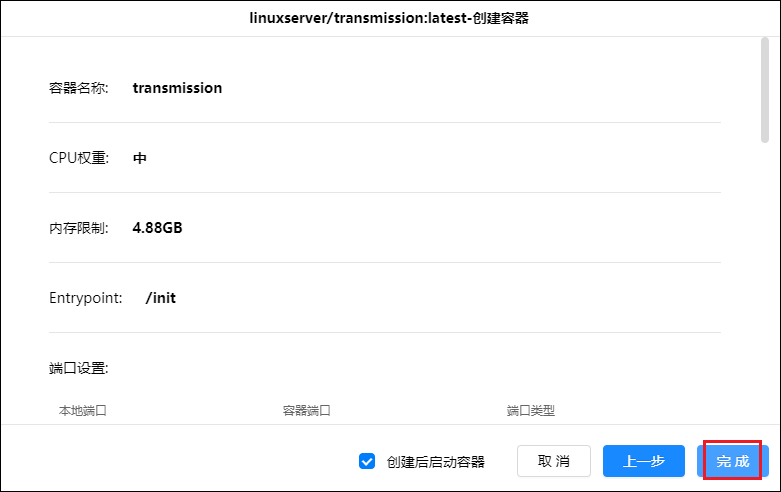 linuxserver/transmission:latest-创建容器
容器名称: transmission
CPU权重: 中
内存限制: 4.88GB
Entrypoint: /init
端口设置:
本地端口 容器端口 端口类型
创建后启动容器 取消 上一步 完成